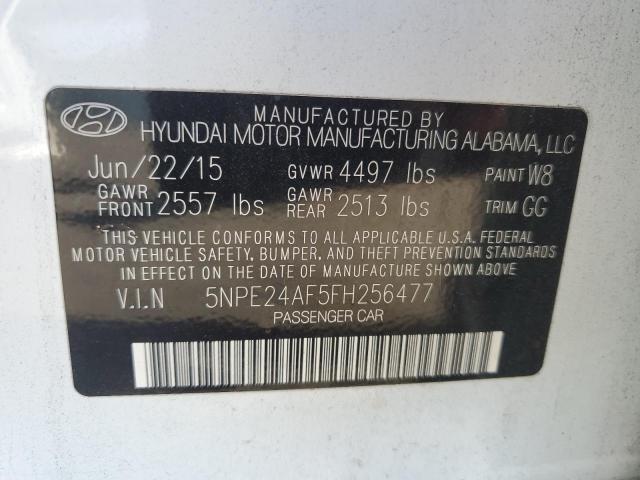 MANUFACTURED BY
HYUNDAI MOTOR MANUFACTURING ALABAMA, LLC
Jun/22/15 GVWR 4497 lbs PAINT W8
GAWR FRONT 2557 lbs GAWR REAR 2513 lbs TRIM GG
THIS VEHICLE CONFORMS TO ALL APPLICABLE U.S.A. FEDERAL
MOTOR VEHICLE SAFETY, BUMPER, AND THEFT PREVENTION STANDARDS
IN EFFECT ON THE DATE OF MANUFACTURE SHOWN ABOVE
V.I.N 5NPE24AF5FH256477
PASSENGER CAR